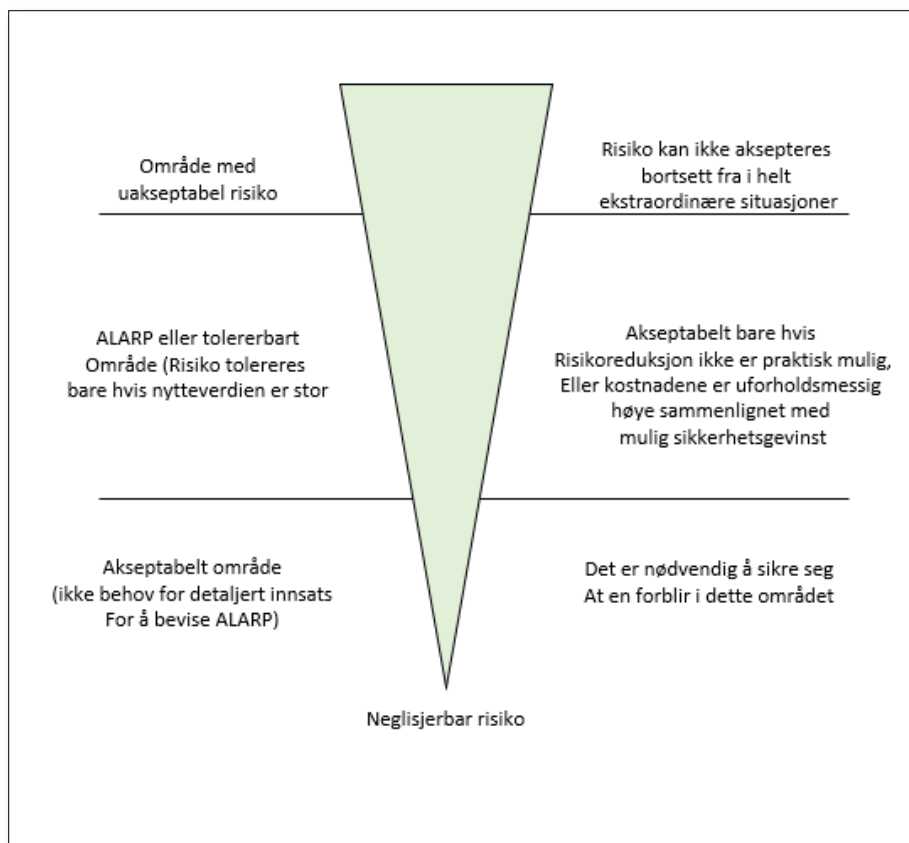 Område med
uakseptabel risiko
Risiko kan ikke aksepteres
bortsett fra i helt
ekstraordinære situasjoner
ALARP eller tolererbart
Område (Risiko tolereres
bare hvis nytteverdien er stor
Akseptabelt bare hvis
Risikoreduksjon ikke er praktisk mulig,
Eller kostnadene er uforholdsmessig
høye sammenlignet med
mulig sikkerhetsgevinst
Akseptabelt område
(ikke behov for detaljert innsats
For å bevise ALARP)
Det er nødvendig å sikre seg
At en forblir i dette området
Neglisjerbar risiko